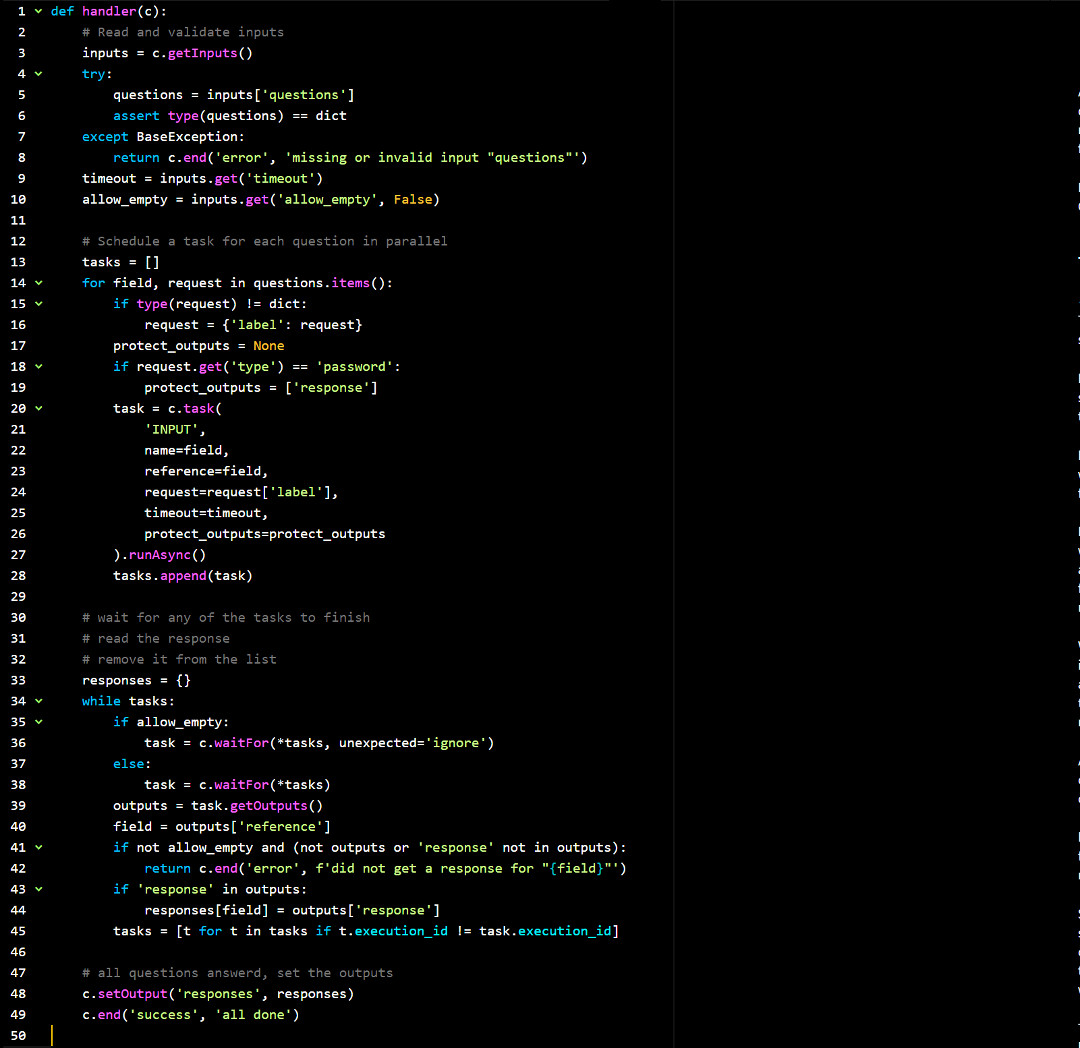 1 def handler(c):
2     # Read and validate inputs
3     inputs = c.getInputs()
4     try:
5         questions = inputs['questions']
6         assert type(questions) == dict
7     except BaseException:
8         return c.end('error', 'missing or invalid input "questions"')
9     timeout = inputs.get('timeout')
10     allow_empty = inputs.get('allow_empty', False)
11
12     # Schedule a task for each question in parallel
13     tasks = []
14     for field, request in questions.items():
15         if type(request) != dict:
16             request = {'label': request}
17         protect_outputs = None
18         if request.get('type') == 'password':
19             protect_outputs = ['response']
20         task = c.task(
21             'INPUT',
22             name=field,
23             reference=field,
24             request=request['label'],
25             timeout=timeout,
26             protect_outputs=protect_outputs
27         ).runAsync()
28         tasks.append(task)
29
30     # wait for any of the tasks to finish
31     # read the response
32     # remove it from the list
33     responses = {}
34     while tasks:
35         if allow_empty:
36             task = c.waitFor(*tasks, unexpected='ignore')
37         else:
38             task = c.waitFor(*tasks)
39         outputs = task.getOutputs()
40         field = outputs['reference']
41         if not allow_empty and (not outputs or 'response' not in outputs):
42             return c.end('error', f'did not get a response for "{field}"')
43         if 'response' in outputs:
44             responses[field] = outputs['response']
45         tasks = [t for t in tasks if t.execution_id != task.execution_id]
46
47     # all questions answerd, set the outputs
48     c.setOutput('responses', responses)
49     c.end('success', 'all done')
50